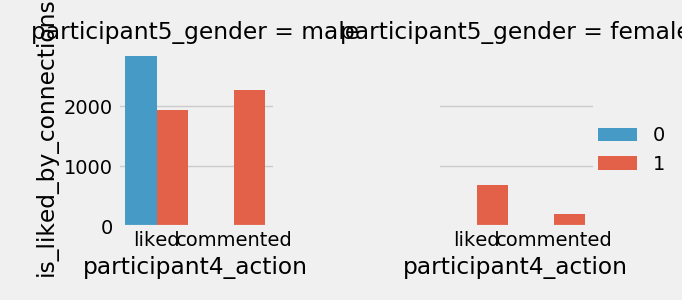 participant5_gender = male
participant5_gender = female
is_liked_by_connections
2000
1000
0
liked
commented
participant4_action
liked
commented
participant4_action
0
1